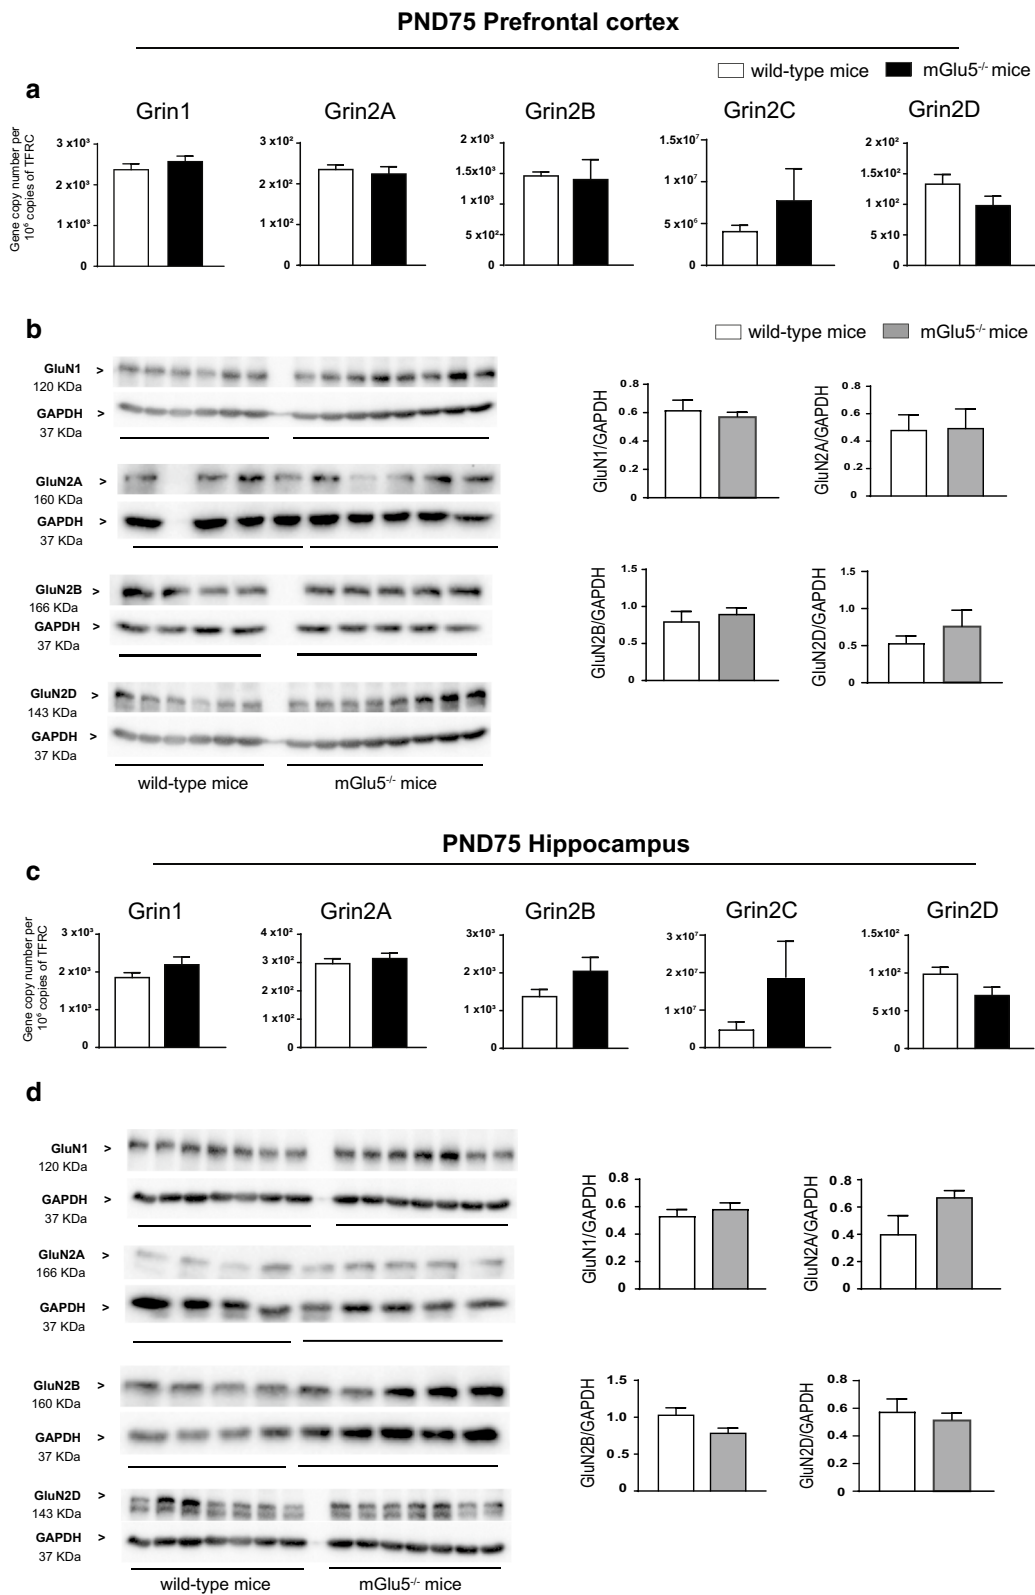 PND75 Prefrontal cortex
wild-type mice mGlu5-/- mice
a
Grin1 Grin2A Grin2B Grin2C Grin2D
Gene copy number per
10⁶ copies of TFRC
3 x10³
2 x10³
1 x10³
0
3 x10²
2 x10²
1 x10²
0
2 x10³
1.5x10³
1 x10³
5 x10²
0
1.5x10⁷
1 x10⁷
5 x10⁶
0
2 x10²
1.5x10²
1 x10²
5 x10
0
b
wild-type mice mGlu5-/- mice
GluN1 >
120 KDa
GAPDH >
37 KDa
GluN2A >
160 KDa
GAPDH >
37 KDa
GluN2B >
166 KDa
GAPDH >
37 KDa
GluN2D >
143 KDa
GAPDH >
37 KDa
wild-type mice mGlu5-/- mice
GluN1/GAPDH
0.8
0.6
0.4
0.2
0
GluN2A/GAPDH
0.8
0.6
0.4
0.2
0
GluN2B/GAPDH
1.5
1.0
0.5
0
GluN2D/GAPDH
1.5
1.0
0.5
0
PND75 Hippocampus
c
Grin1 Grin2A Grin2B Grin2C Grin2D
Gene copy number per
10⁶ copies of TFRC
3 x10³
2 x10³
1 x10³
0
4 x10²
3 x10²
2 x10²
1 x10²
0
3 x10³
2 x10³
1 x10³
0
3 x10⁷
2 x10⁷
1 x10⁷
0
1.5x10²
1 x10²
5 x10
0
d
GluN1 >
120 KDa
GAPDH >
37 KDa
GluN2A >
166 KDa
GAPDH >
37 KDa
GluN2B >
160 KDa
GAPDH >
37 KDa
GluN2D >
143 KDa
GAPDH >
37 KDa
wild-type mice mGlu5-/- mice
GluN1/GAPDH
0.8
0.6
0.4
0.2
0
GluN2A/GAPDH
0.8
0.6
0.4
0.2
0
GluN2B/GAPDH
1.5
1.0
0.5
0
GluN2D/GAPDH
0.8
0.6
0.4
0.2
0